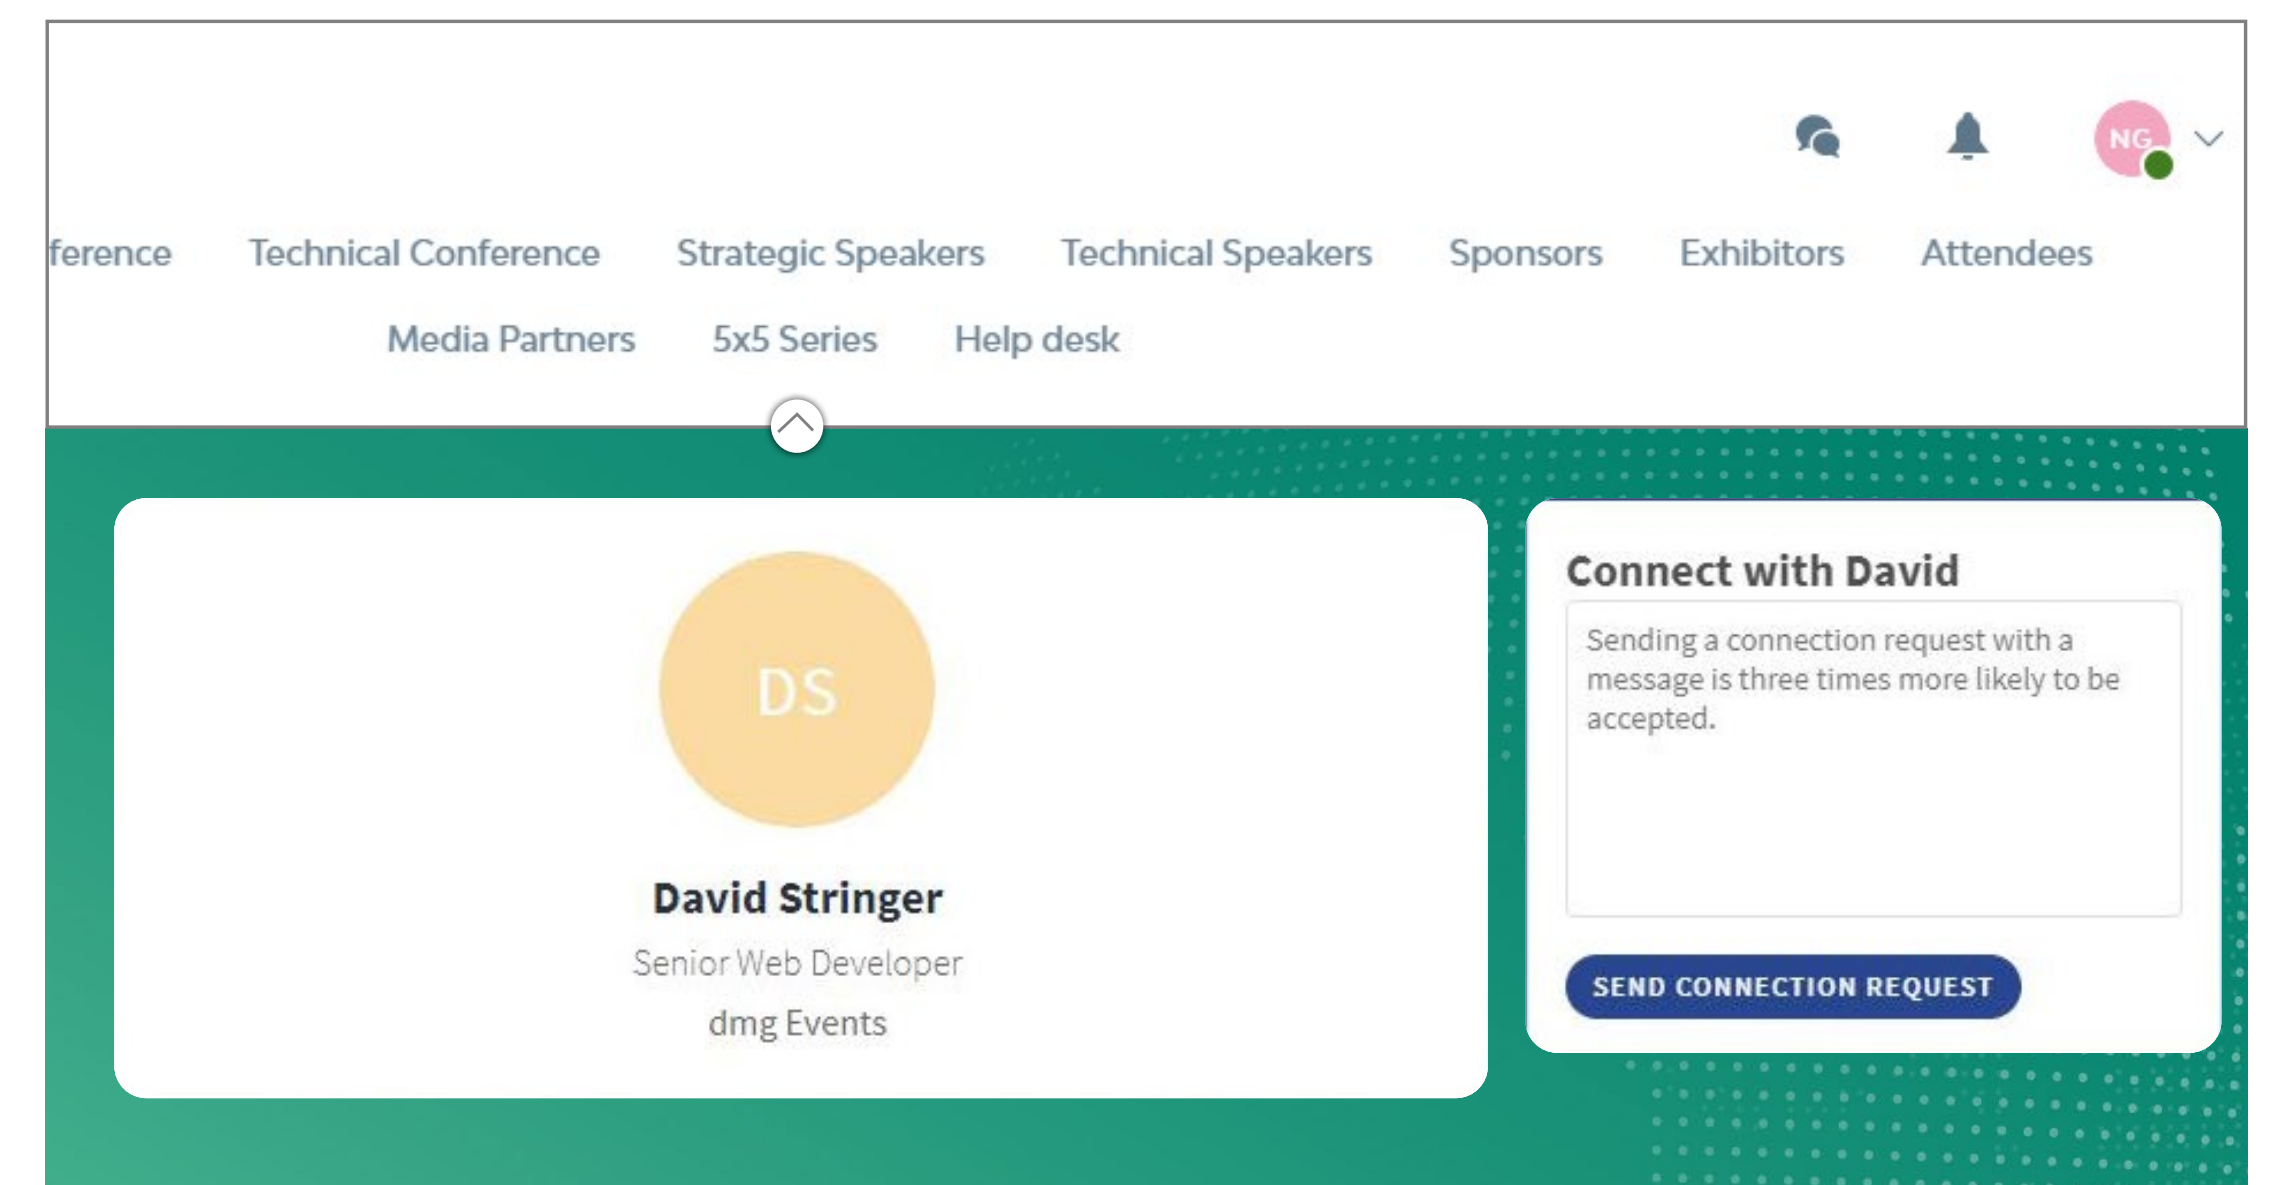 NG
ference Technical Conference Strategic Speakers Technical Speakers Sponsors Exhibitors Attendees
Media Partners 5x5 Series Help desk
DS
David Stringer
Senior Web Developer
dmg Events
Connect with David
Sending a connection request with a
message is three times more likely to be
accepted.
SEND CONNECTION REQUEST